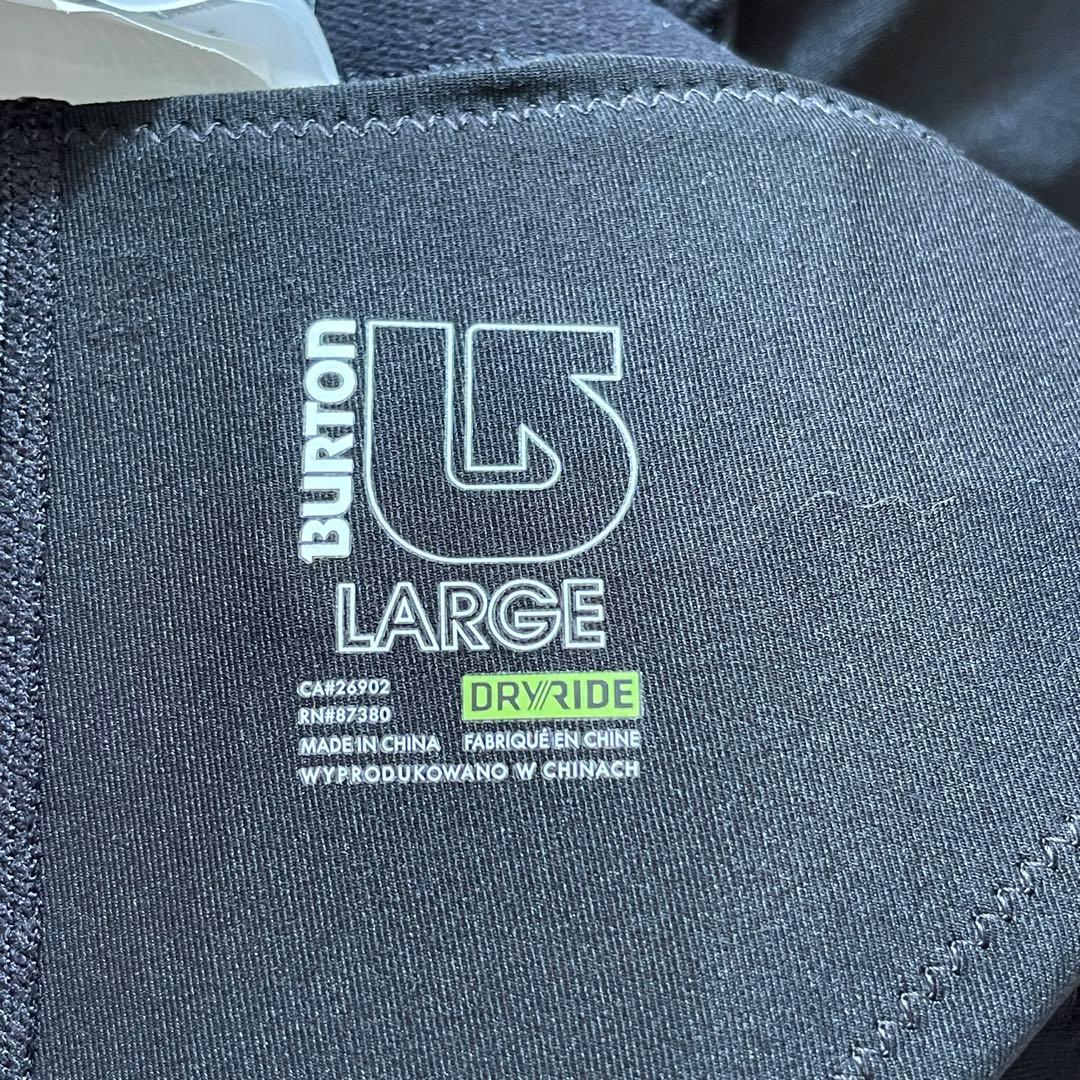 BURTON
LARGE
CA#26902
RN#87380
DRYRIDE
MADE IN CHINA FABRIQUÉ EN CHINE
WYPRODUKOWANO W CHINACH